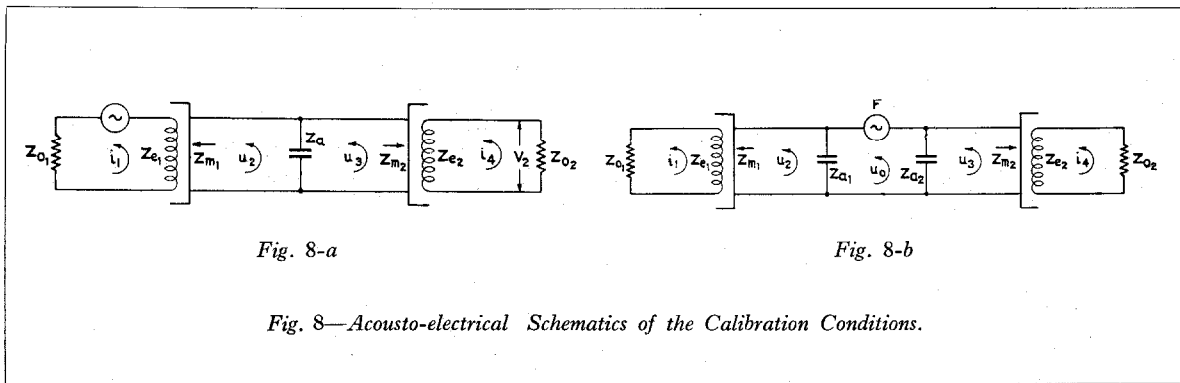 F
Z₀₁ i₁ Zₑ₁ Zₘ₁ u₂ Zₐ u₃ Zₘ₂ Zₑ₂ i₄ V₂ Z₀₂
Z₀₁ i₁ Zₑ₁ Zₘ₁ u₂ Zₐ₁ u₀ Zₐ₂ u₃ Zₘ₂ Zₑ₂ i₄ Z₀₂
Fig. 8-a
Fig. 8-b
Fig. 8—Acousto-electrical Schematics of the Calibration Conditions.